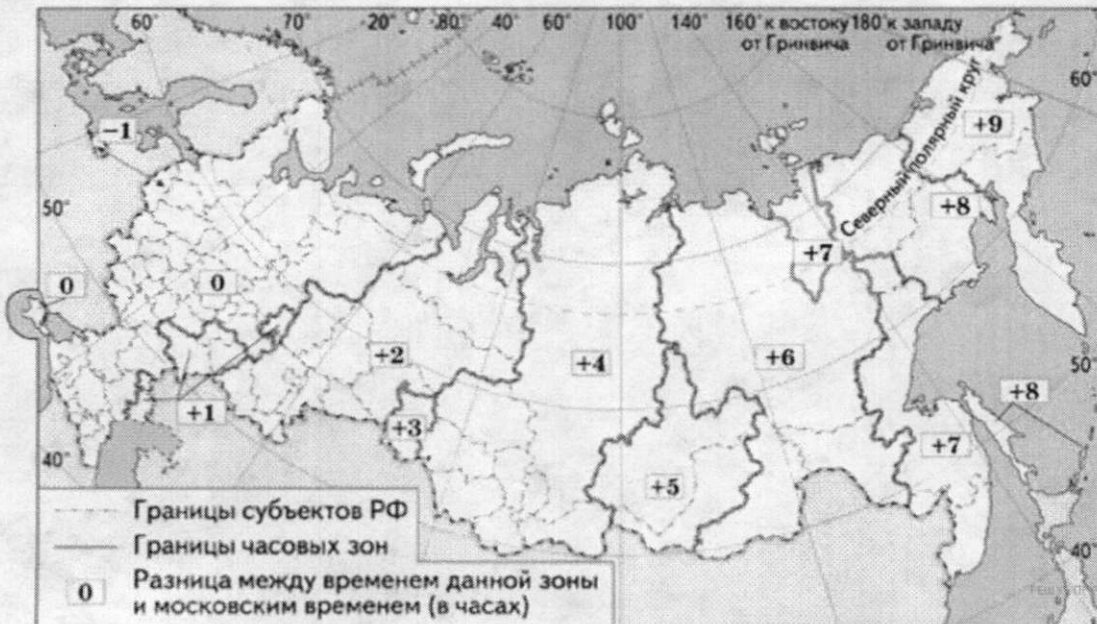 60° 70° 20° 80° 40° 60° 100° 140° 160° к востоку 180° к западу
от Гринвича от Гринвича
60°
Северный полярный круг
+9
−1
50°
+8
+7
0
0
+2
+4
+6
50°
+1
+8
+3
+7
40°
+5
40°
Границы субъектов РФ
Границы часовых зон
0 Разница между временем данной зоны
и московским временем (в часах)